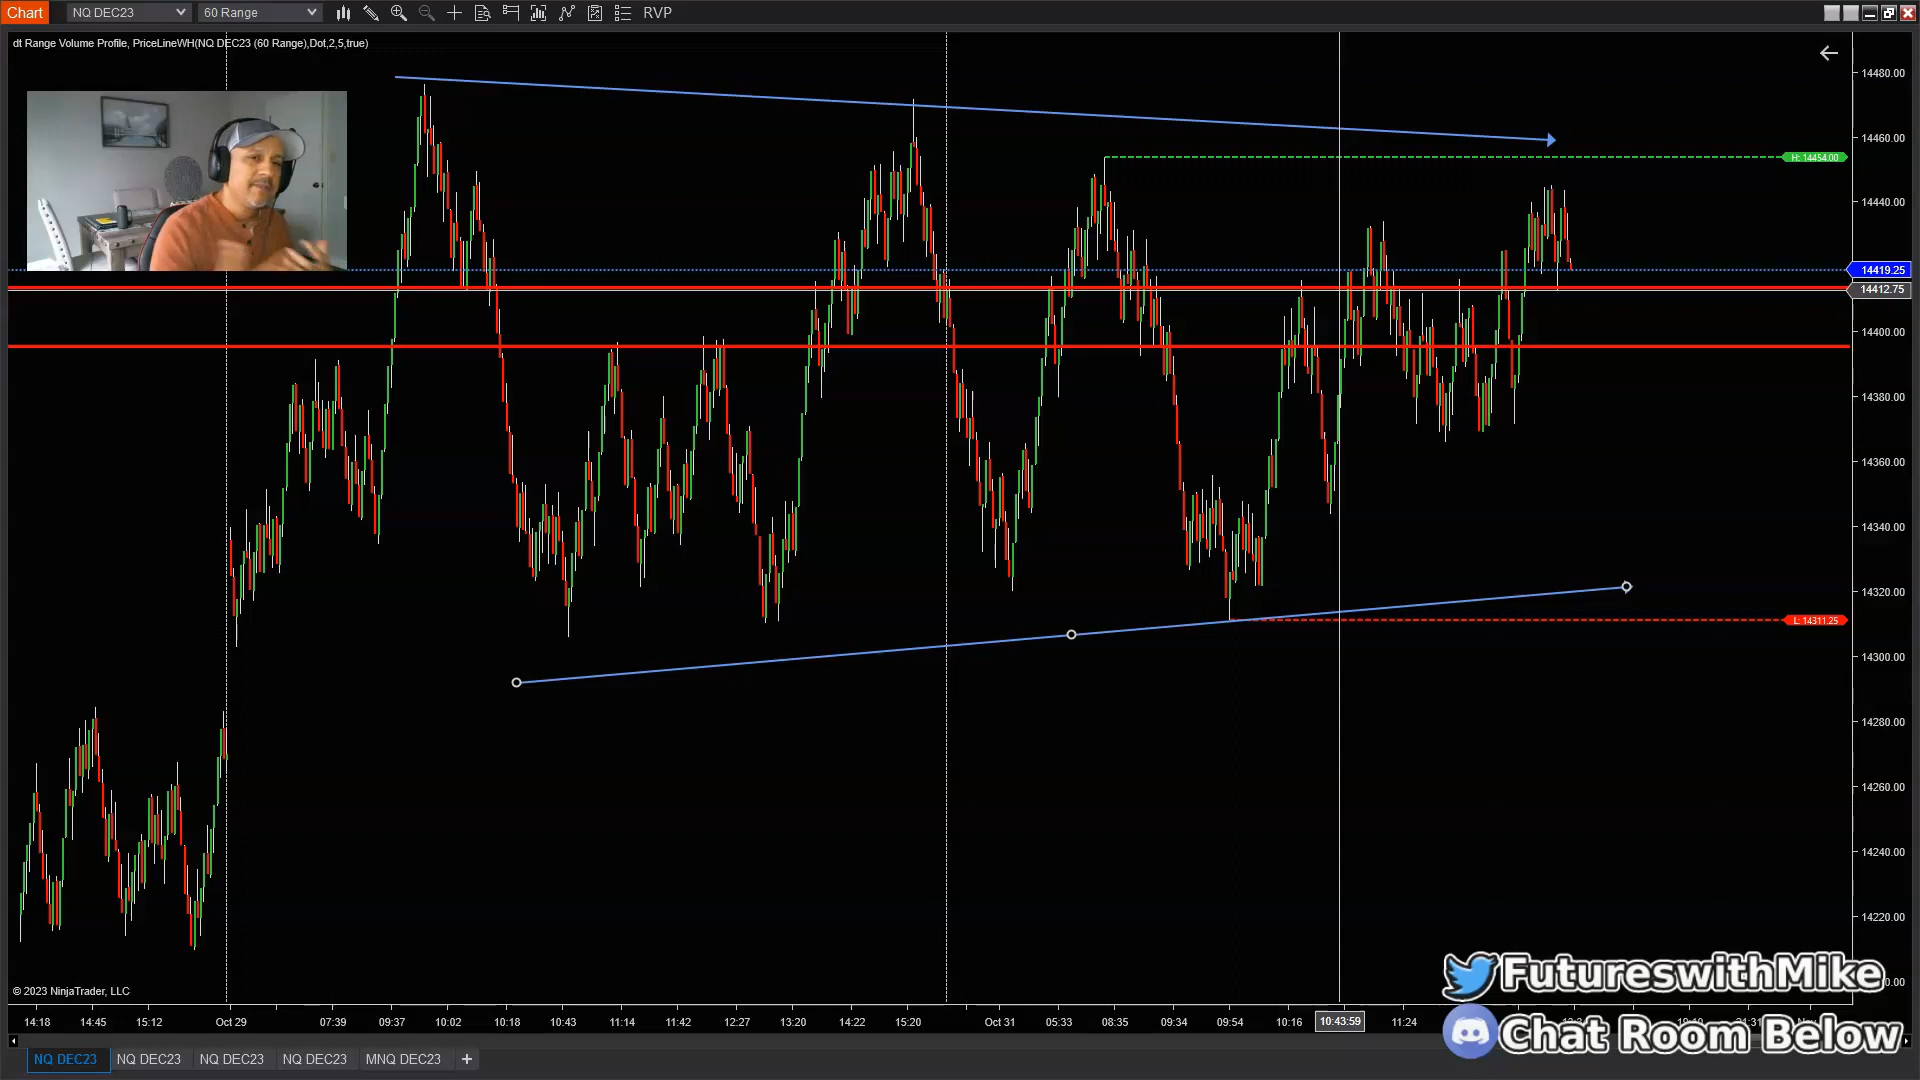 Chart
NQ DEC23
60 Range
RVP
dt Range Volume Profile, PriceLineWH(NQ DEC23 (60 Range),Dot,2,5,true)
14480.00
14460.00
H: 14454.00
14440.00
14419.25
14412.75
14400.00
14380.00
14360.00
14340.00
14320.00
L: 14311.25
14300.00
14280.00
14260.00
14240.00
14220.00
FutureswithMike
© 2023 NinjaTrader, LLC
14:18 14:45 15:12 Oct 29 07:39 09:37 10:02 10:18 10:43 11:14 11:42 12:27 13:20 14:22 15:20 Oct 31 05:33 08:35 09:34 09:54 10:16 10:43:59 11:24
Chat Room Below
NQ DEC23 NQ DEC23 NQ DEC23 NQ DEC23 MNQ DEC23 +